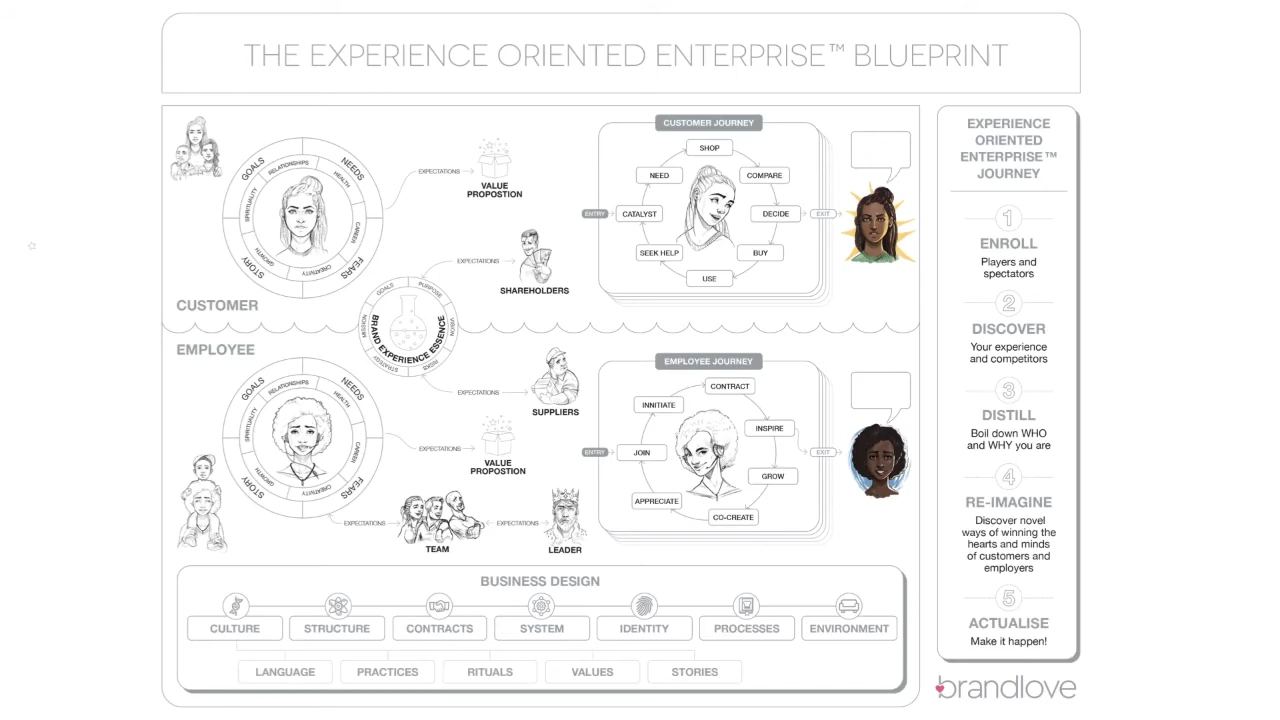 THE EXPERIENCE ORIENTED ENTERPRISE™ BLUEPRINT
GOALS
NEEDS
FEARS
STORY
RELATIONSHIPS
HEALTH
CAREER
CREATIVITY
GROWTH
SPIRITUALITY
CUSTOMER
EXPECTATIONS
VALUE
PROPOSTION
EXPECTATIONS
SHAREHOLDERS
CUSTOMER JOURNEY
SHOP
COMPARE
DECIDE
BUY
USE
SEEK HELP
CATALYST
NEED
ENTRY
EXIT
BRAND EXPERIENCE ESSENCE
GOALS
PURPOSE
VISION
RISKS
STRATEGY
MISSION
EMPLOYEE
GOALS
NEEDS
FEARS
STORY
RELATIONSHIPS
HEALTH
CAREER
CREATIVITY
GROWTH
SPIRITUALITY
EXPECTATIONS
SUPPLIERS
EXPECTATIONS
VALUE
PROPOSTION
EXPECTATIONS
TEAM
EXPECTATIONS
LEADER
EMPLOYEE JOURNEY
CONTRACT
INSPIRE
GROW
CO-CREATE
APPRECIATE
JOIN
INNITIATE
ENTRY
EXIT
BUSINESS DESIGN
CULTURE
STRUCTURE
CONTRACTS
SYSTEM
IDENTITY
PROCESSES
ENVIRONMENT
LANGUAGE
PRACTICES
RITUALS
VALUES
STORIES
EXPERIENCE
ORIENTED
ENTERPRISE™
JOURNEY
1
ENROLL
Players and
spectators
2
DISCOVER
Your experience
and competitors
3
DISTILL
Boil down WHO
and WHY you are
4
RE-IMAGINE
Discover novel
ways of winning the
hearts and minds
of customers and
employers
5
ACTUALISE
Make it happen!
brandlove